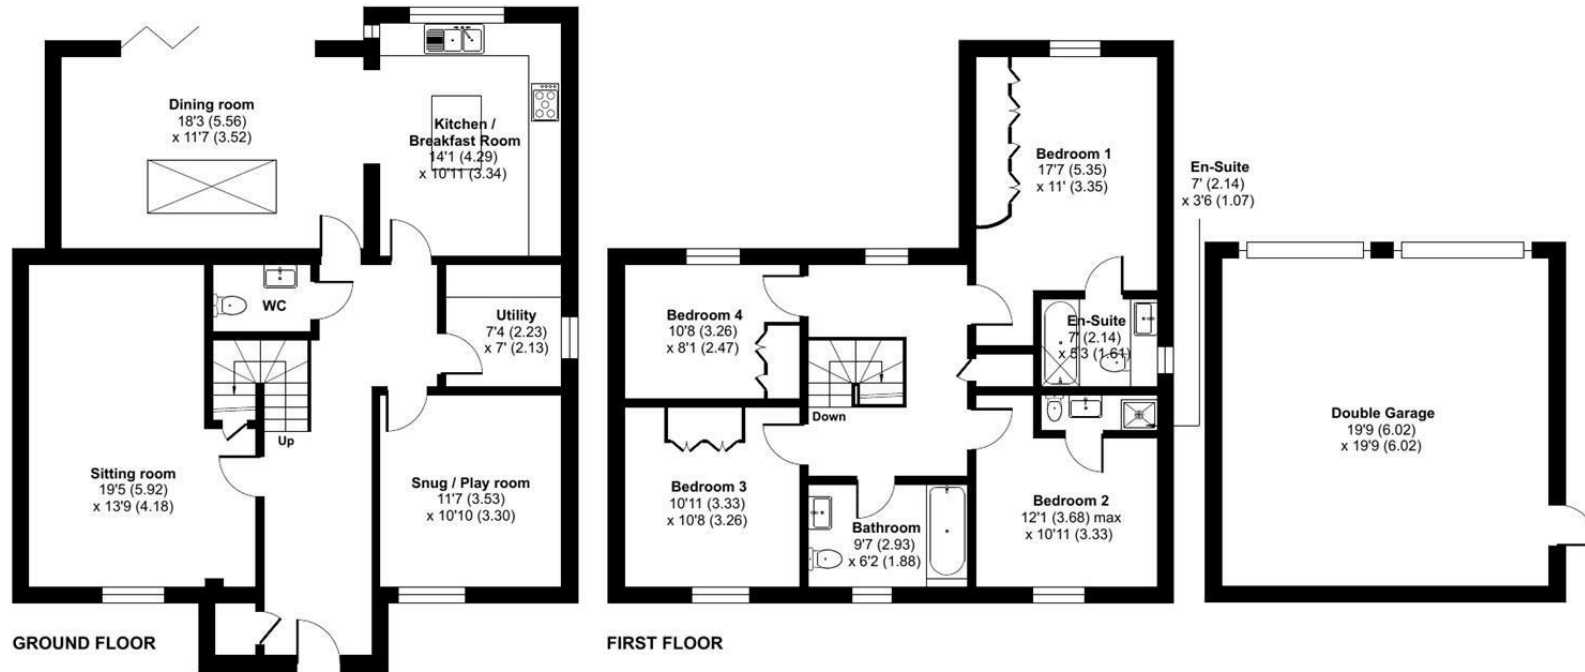 Dining room
18'3 (5.56)
x 11'7 (3.52)
Kitchen /
Breakfast Room
14'1 (4.29)
x 10'11 (3.34)
WC
Utility
7'4 (2.23)
x 7' (2.13)
Up
Sitting room
19'5 (5.92)
x 13'9 (4.18)
Snug / Play room
11'7 (3.53)
x 10'10 (3.30)
GROUND FLOOR
Bedroom 1
17'7 (5.35)
x 11' (3.35)
En-Suite
7' (2.14)
x 3'6 (1.07)
Bedroom 4
10'8 (3.26)
x 8'1 (2.47)
En-Suite
7' (2.14)
x 5'3 (1.61)
Down
Bedroom 3
10'11 (3.33)
x 10'8 (3.26)
Bathroom
9'7 (2.93)
x 6'2 (1.88)
Bedroom 2
12'1 (3.68) max
x 10'11 (3.33)
FIRST FLOOR
Double Garage
19'9 (6.02)
x 19'9 (6.02)